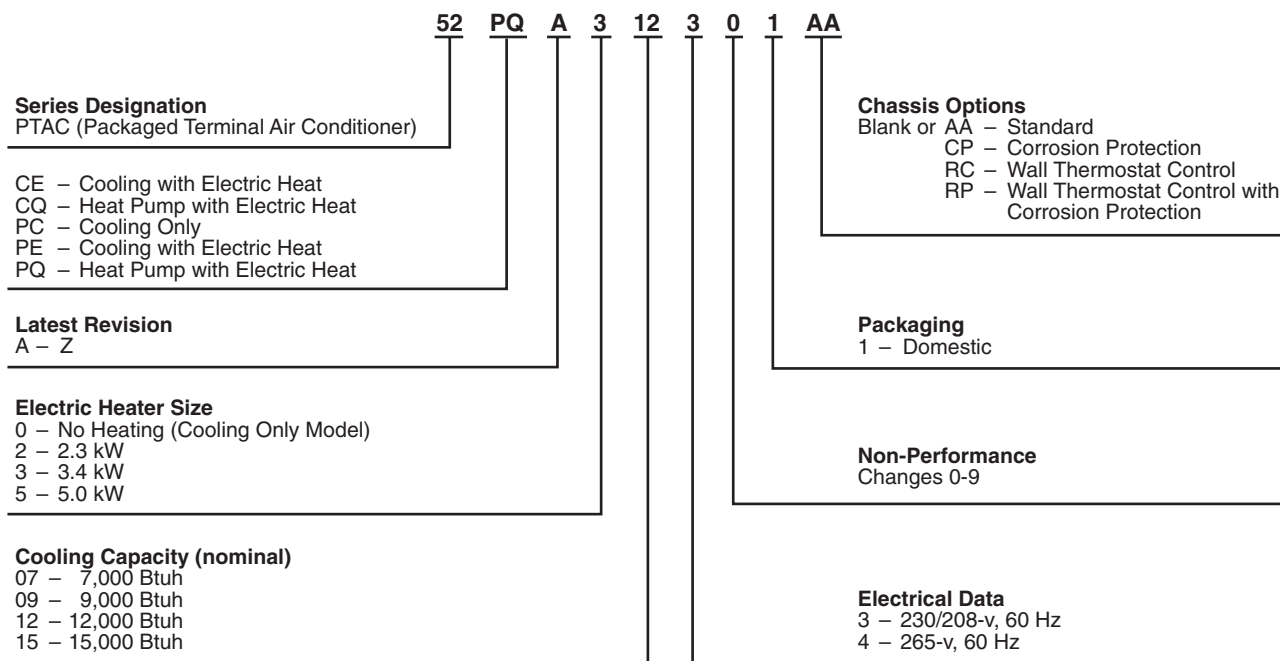 52 PQ A 3 12 3 0 1 AA
Series Designation
PTAC (Packaged Terminal Air Conditioner)
CE – Cooling with Electric Heat
CQ – Heat Pump with Electric Heat
PC – Cooling Only
PE – Cooling with Electric Heat
PQ – Heat Pump with Electric Heat
Latest Revision
A – Z
Electric Heater Size
0 – No Heating (Cooling Only Model)
2 – 2.3 kW
3 – 3.4 kW
5 – 5.0 kW
Cooling Capacity (nominal)
07 – 7,000 Btuh
09 – 9,000 Btuh
12 – 12,000 Btuh
15 – 15,000 Btuh
Chassis Options
Blank or AA – Standard
CP – Corrosion Protection
RC – Wall Thermostat Control
RP – Wall Thermostat Control with
Corrosion Protection
Packaging
1 – Domestic
Non-Performance
Changes 0-9
Electrical Data
3 – 230/208-v, 60 Hz
4 – 265-v, 60 Hz